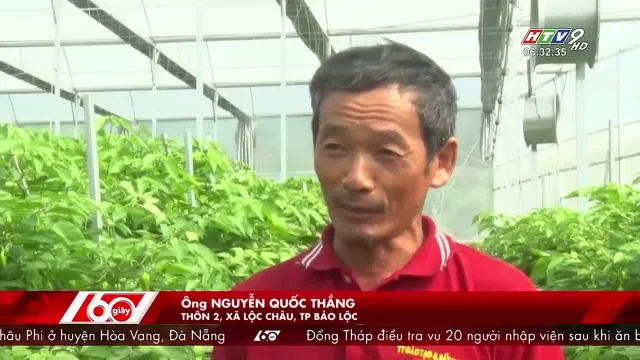 HTV9 HD
06:32:35
60 giây
Ông NGUYỄN QUỐC THẮNG
THÔN 2, XÃ LỘC CHÂU, TP BẢO LỘC
hâu Phi ở huyện Hòa Vang, Đà Nẵng 60 Đồng Tháp điều tra vụ 20 người nhập viện sau khi ăn b